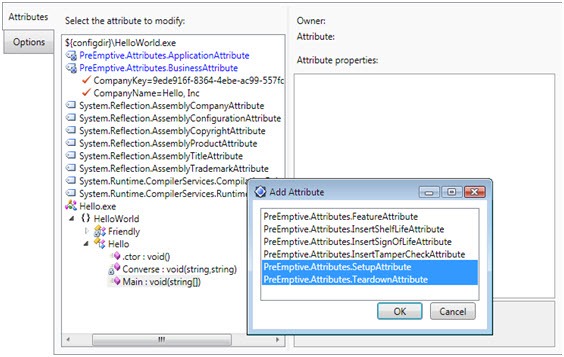 Attributes
Options
Select the attribute to modify:
${configdir}\HelloWorld.exe
PreEmptive.Attributes.ApplicationAttribute
PreEmptive.Attributes.BusinessAttribute
CompanyKey=9ede916f-8364-4ebe-ac99-557fc
CompanyName=Hello, Inc
System.Reflection.AssemblyCompanyAttribute
System.Reflection.AssemblyConfigurationAttribute
System.Reflection.AssemblyCopyrightAttribute
System.Reflection.AssemblyProductAttribute
System.Reflection.AssemblyTitleAttribute
System.Reflection.AssemblyTrademarkAttribute
System.Runtime.CompilerServices.
System.Runtime.CompilerServices.Runtime
Hello.exe
{} HelloWorld
Friendly
Hello
.ctor : void()
Converse : void(string,string)
Main : void(string[])
Owner:
Attribute:
Attribute properties:
Add Attribute
PreEmptive.Attributes.FeatureAttribute
PreEmptive.Attributes.InsertShelfLifeAttribute
PreEmptive.Attributes.InsertSignOfLifeAttribute
PreEmptive.Attributes.InsertTamperCheckAttribute
PreEmptive.Attributes.SetupAttribute
PreEmptive.Attributes.TeardownAttribute
OK
Cancel